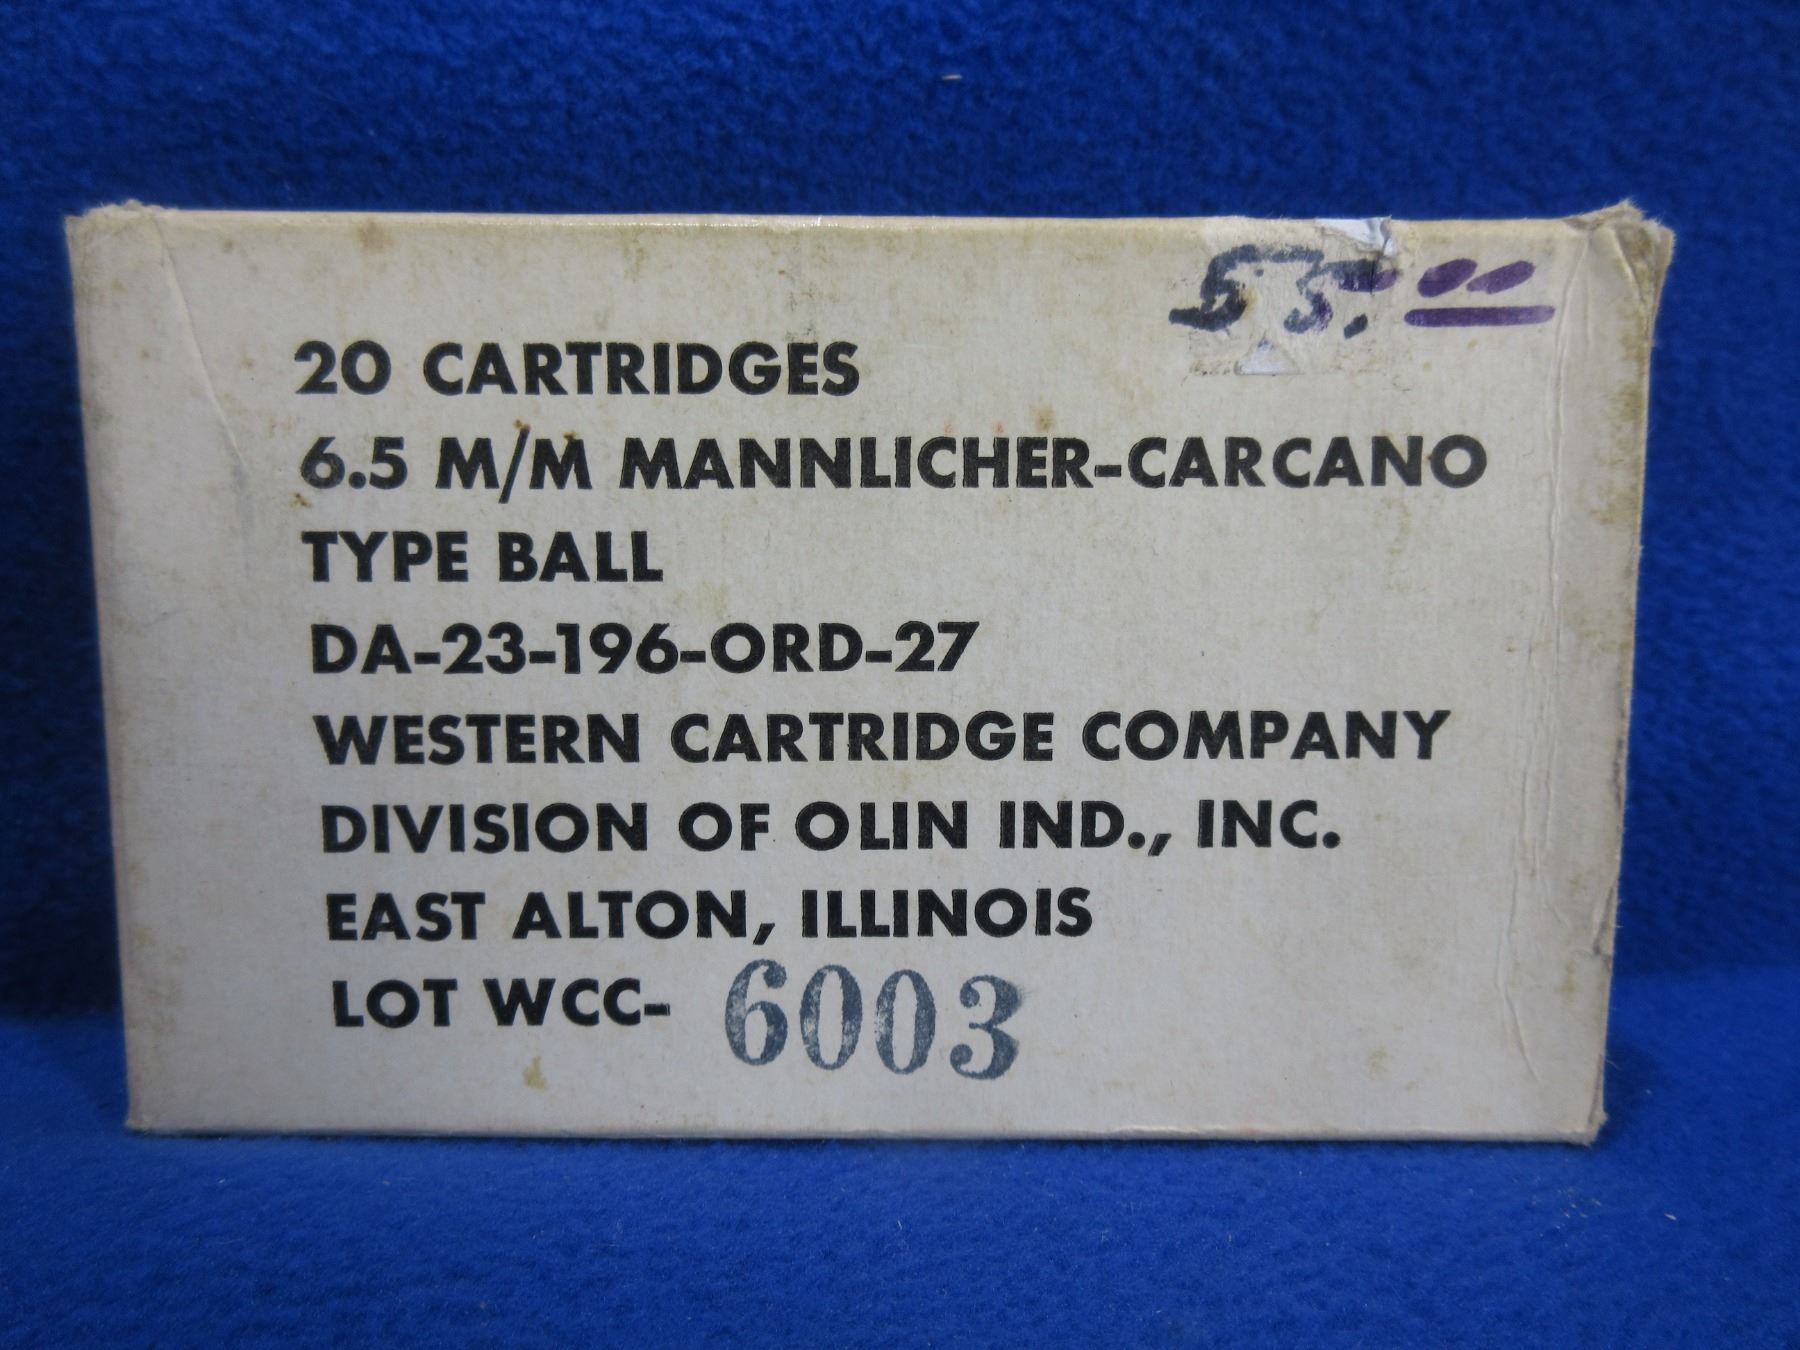 55.00
20 CARTRIDGES
6.5 M/M MANNLICHER-CARCANO
TYPE BALL
DA-23-196-ORD-27
WESTERN CARTRIDGE COMPANY
DIVISION OF OLIN IND., INC.
EAST ALTON, ILLINOIS
LOT WCC- 6003